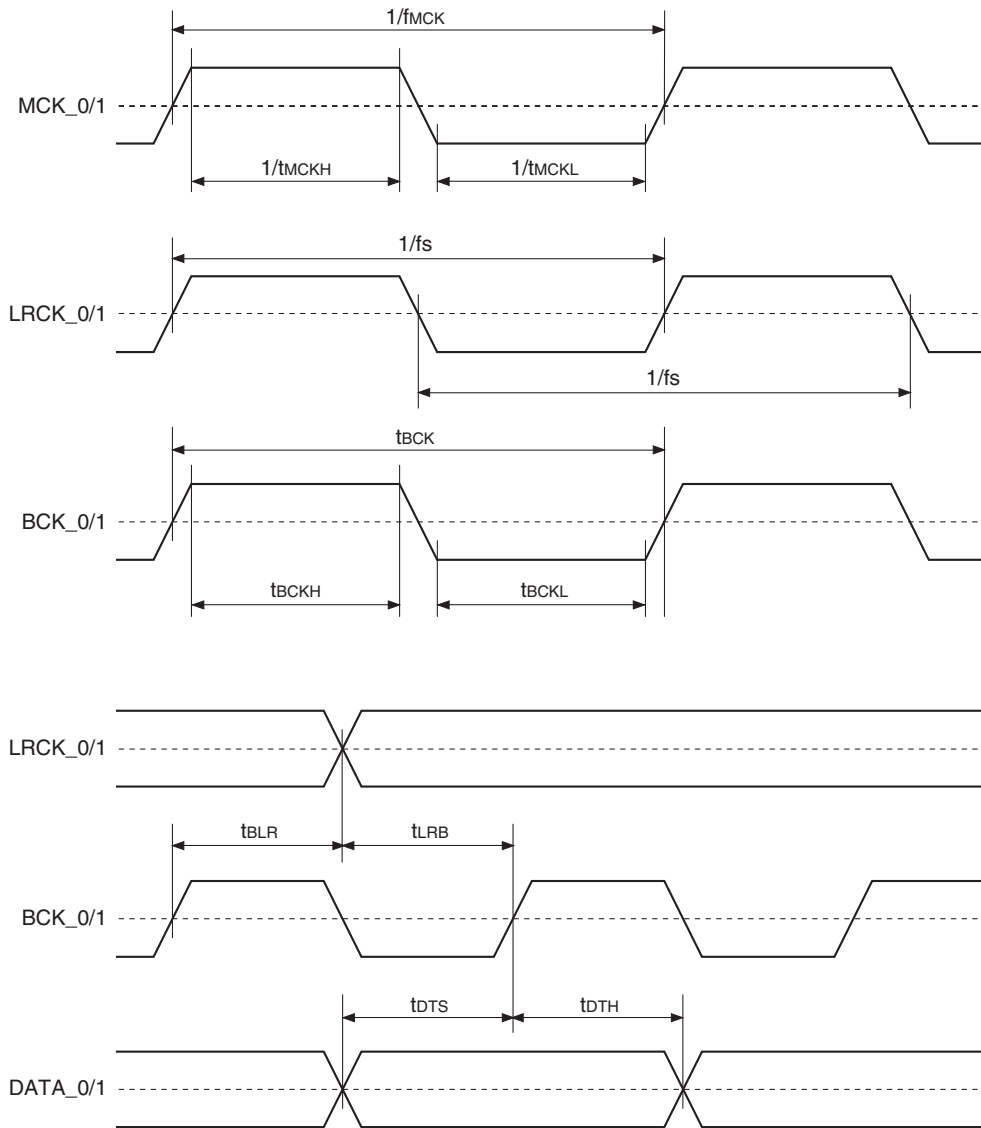 1/fMCK
MCK_0/1
1/tMCKH
1/tMCKL
1/fs
LRCK_0/1
1/fs
tBCK
BCK_0/1
tBCKH
tBCKL
LRCK_0/1
tBLR
tLRB
BCK_0/1
tDTS
tDTH
DATA_0/1